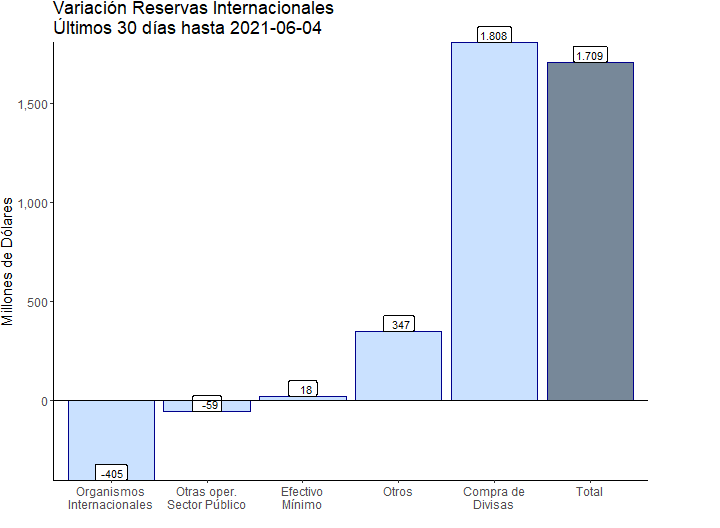 Variación Reservas Internacionales
Últimos 30 días hasta 2021-06-04
Millones de Dólares
1,500
1,000
500
0
-405
-59
18
347
1.808
1.709
Organismos
Internacionales
Otras oper.
Sector Público
Efectivo
Mínimo
Otros
Compra de
Divisas
Total